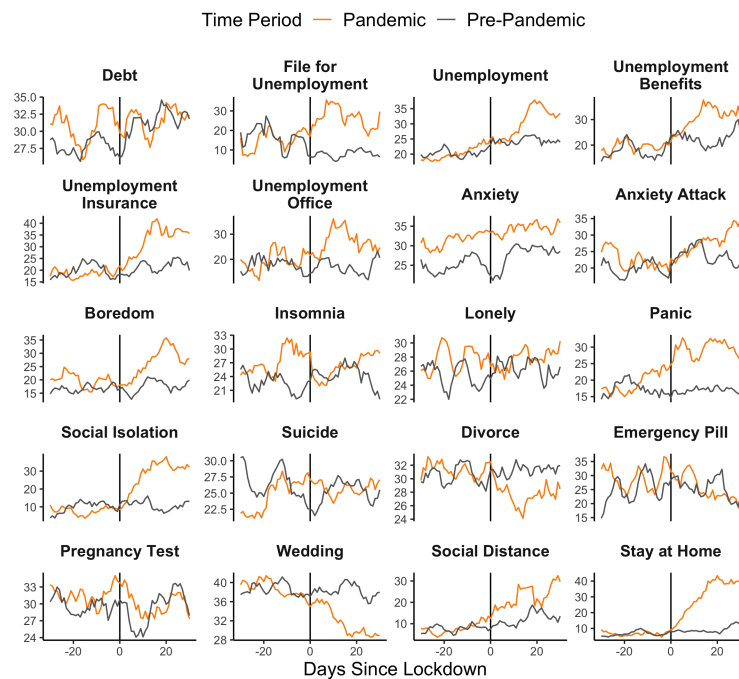 Time Period — Pandemic — Pre-Pandemic
Debt
File for
Unemployment
Unemployment
Unemployment
Benefits
35.0
32.5
30.0
27.5
30
20
10
35
30
25
20
30
20
Unemployment
Insurance
Unemployment
Office
Anxiety
Anxiety Attack
40
35
30
25
20
15
35
30
25
20
15
35
30
25
35
30
25
20
Boredom
Insomnia
Lonely
Panic
35
30
25
20
15
33
30
27
24
21
30
28
26
24
22
30
25
20
15
Social Isolation
Suicide
Divorce
Emergency Pill
30
20
10
30.0
27.5
25.0
22.5
32
30
28
26
24
35
30
25
20
15
Pregnancy Test
Wedding
Social Distance
Stay at Home
33
30
27
24
40
36
32
28
30
20
10
40
30
20
10
-20 0 20
-20 0 20
-20 0 20
-20 0 20
Days Since Lockdown